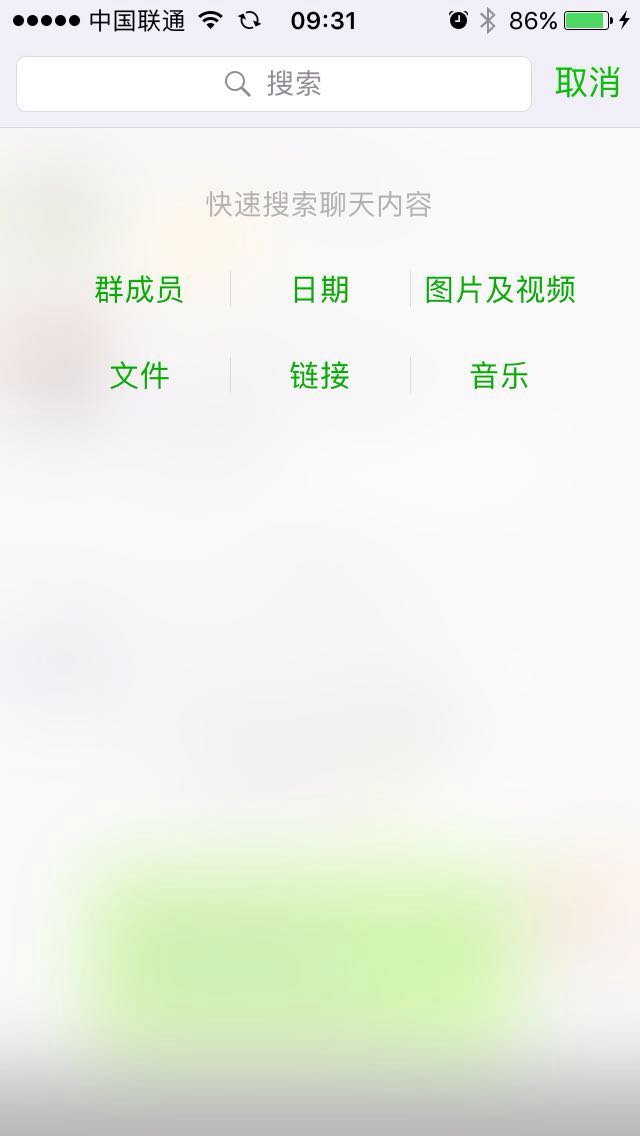 中国联通 09:31 86%
搜索 取消
快速搜索聊天内容
群成员 日期 图片及视频
文件 链接 音乐